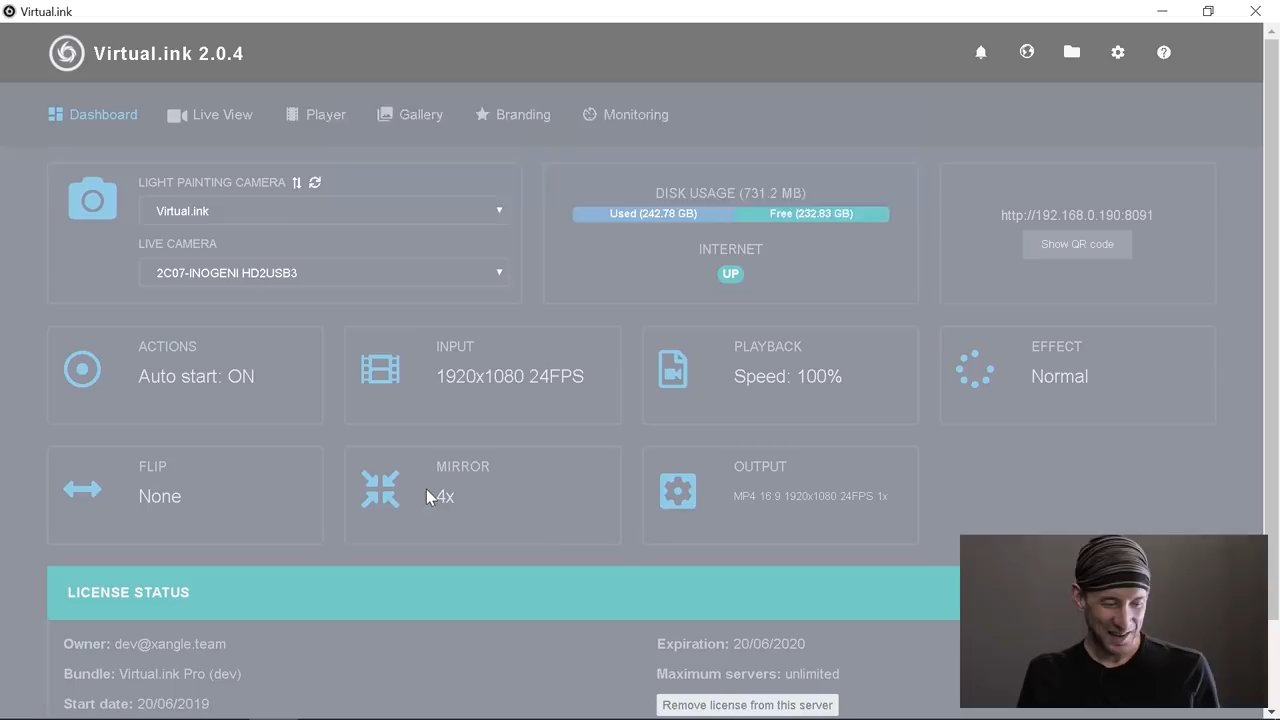 Virtual.ink
Virtual.ink 2.0.4
Dashboard
Live View
Player
Gallery
Branding
Monitoring
LIGHT PAINTING CAMERA
Virtual.ink
LIVE CAMERA
2C07-INOGENI HD2USB3
DISK USAGE (731.2 MB)
Used (242.78 GB)
Free (232.83 GB)
INTERNET
UP
http://192.168.0.190:8091
Show QR code
ACTIONS
Auto start: ON
INPUT
1920x1080 24FPS
PLAYBACK
Speed: 100%
EFFECT
Normal
FLIP
None
MIRROR
4x
OUTPUT
MP4 16:9 1920x1080 24FPS 1x
LICENSE STATUS
Owner: dev@xangle.team
Bundle: Virtual.ink Pro (dev)
Start date: 20/06/2019
Expiration: 20/06/2020
Maximum servers: unlimited
Remove license from this server